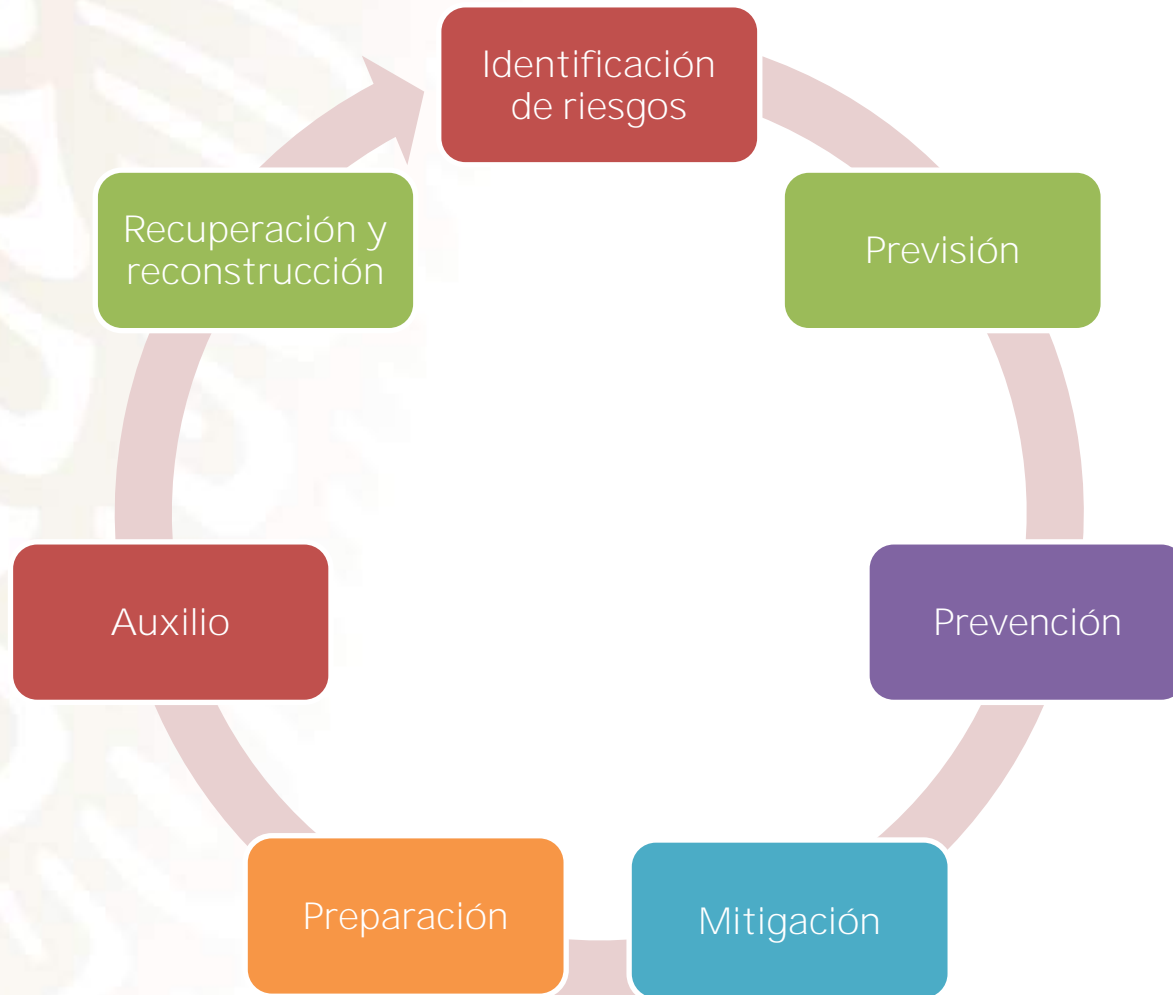 Identificación
de riesgos
Previsión
Prevención
Mitigación
Preparación
Auxilio
Recuperación y
reconstrucción